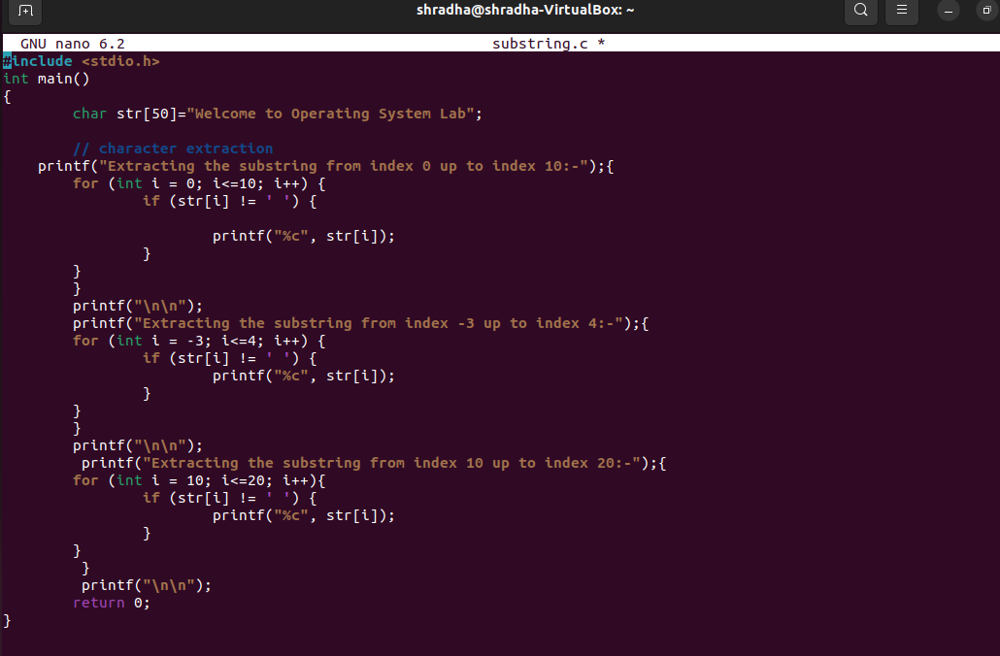 shradha@shradha-VirtualBox: ~
GNU nano 6.2 substring.c *
#include <stdio.h>
int main()
{
char str[50]="Welcome to Operating System Lab";
// character extraction
printf("Extracting the substring from index 0 up to index 10:-");{
for (int i = 0; i<=10; i++) {
if (str[i] != ' ') {
printf("%c", str[i]);
}
}
}
printf("\n\n");
printf("Extracting the substring from index -3 up to index 4:-");{
for (int i = -3; i<=4; i++) {
if (str[i] != ' ') {
printf("%c", str[i]);
}
}
}
printf("\n\n");
printf("Extracting the substring from index 10 up to index 20:-");{
for (int i = 10; i<=20; i++){
if (str[i] != ' ') {
printf("%c", str[i]);
}
}
}
printf("\n\n");
return 0;
}